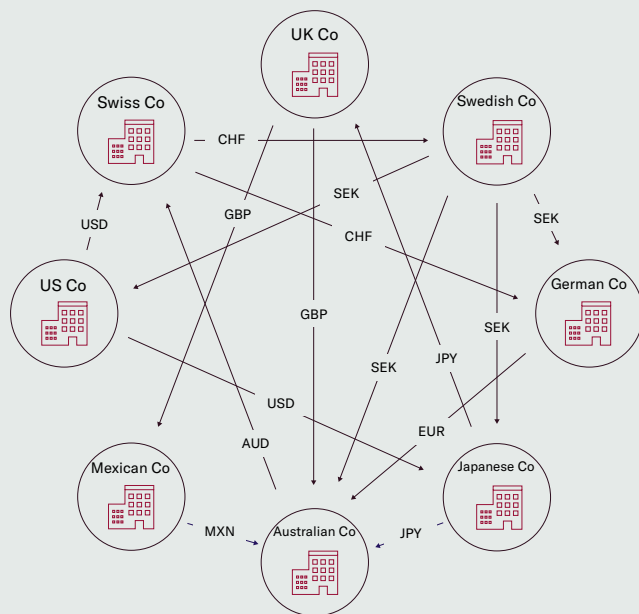 UK Co
Swiss Co
Swedish Co
CHF
SEK
GBP
CHF
SEK
USD
US Co
German Co
GBP
SEK
JPY
SEK
USD
EUR
AUD
Mexican Co
Japanese Co
MXN
Australian Co
JPY